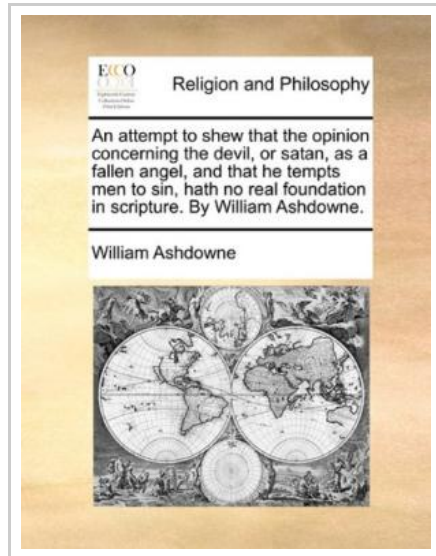 ECCO
Religion and Philosophy
An attempt to shew that the opinion
concerning the devil, or satan, as a
fallen angel, and that he tempts
men to sin, hath no real foundation
in scripture. By William Ashdowne.
William Ashdowne